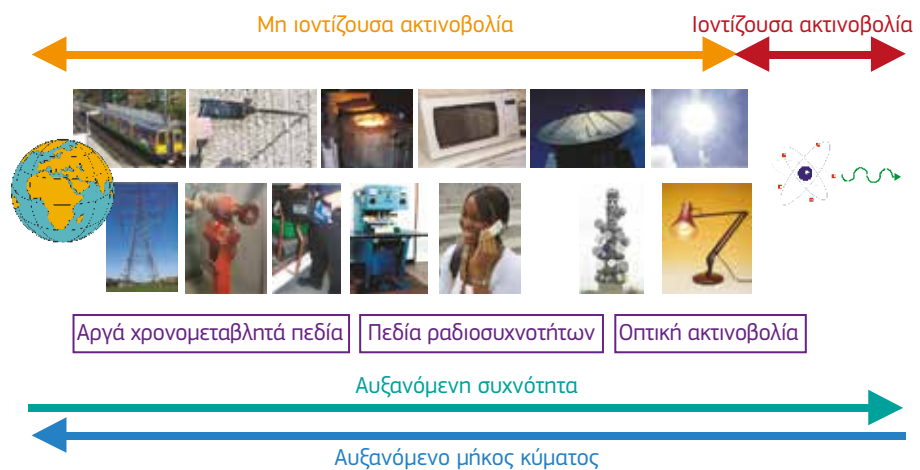 Μη ιοντίζουσα ακτινοβολία
Ιοντίζουσα ακτινοβολία
Αργά χρονομεταβλητά πεδία
Πεδία ραδιοσυχνοτήτων
Οπτική ακτινοβολία
Αυξανόμενη συχνότητα
Αυξανόμενο μήκος κύματος